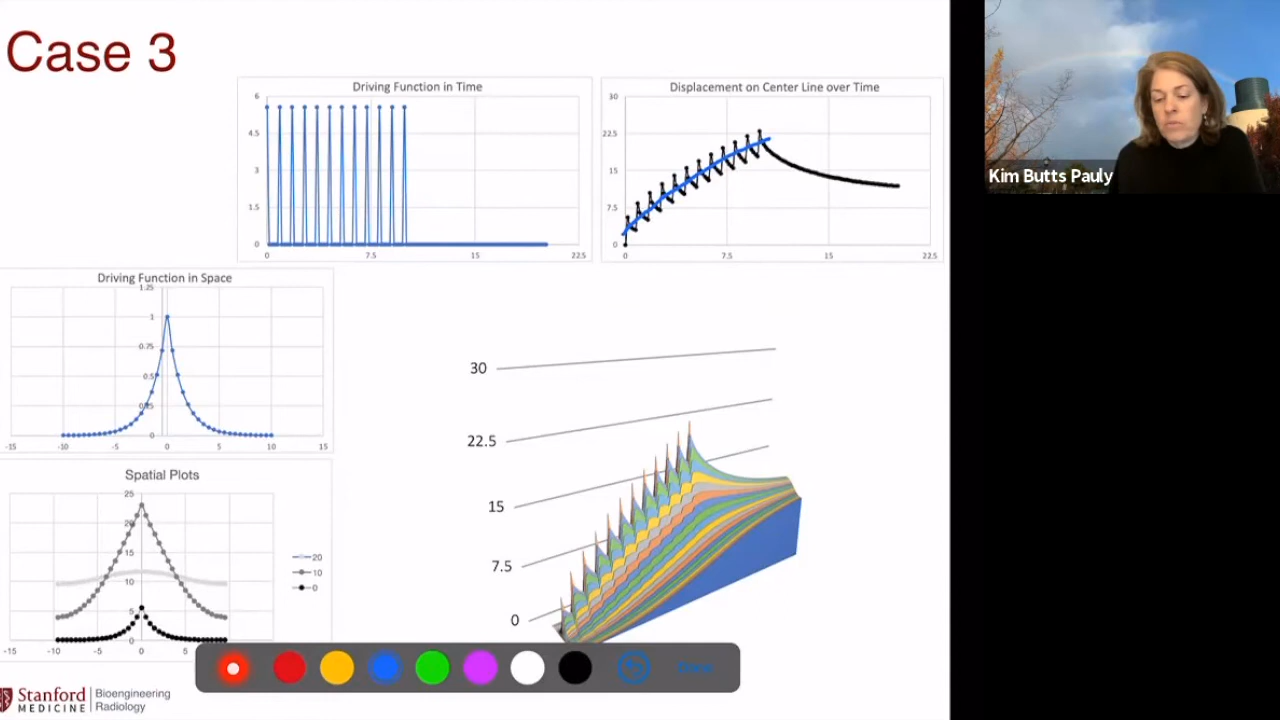 Case 3
Driving Function in Time
6
4.5
3
1.5
0
0 7.5 15 22.5
Displacement on Center Line over Time
30
22.5
15
7.5
0
0 7.5 15 22.5
Kim Butts Pauly
Driving Function in Space
1.25
1
0.75
0.5
0.25
0
-15 -10 -5 0 5 10 15
Spatial Plots
25
20
15
10
5
0
-15 -10 -5 0 5
20
10
0
30
22.5
15
7.5
0
Stanford
MEDICINE
Bioengineering
Radiology